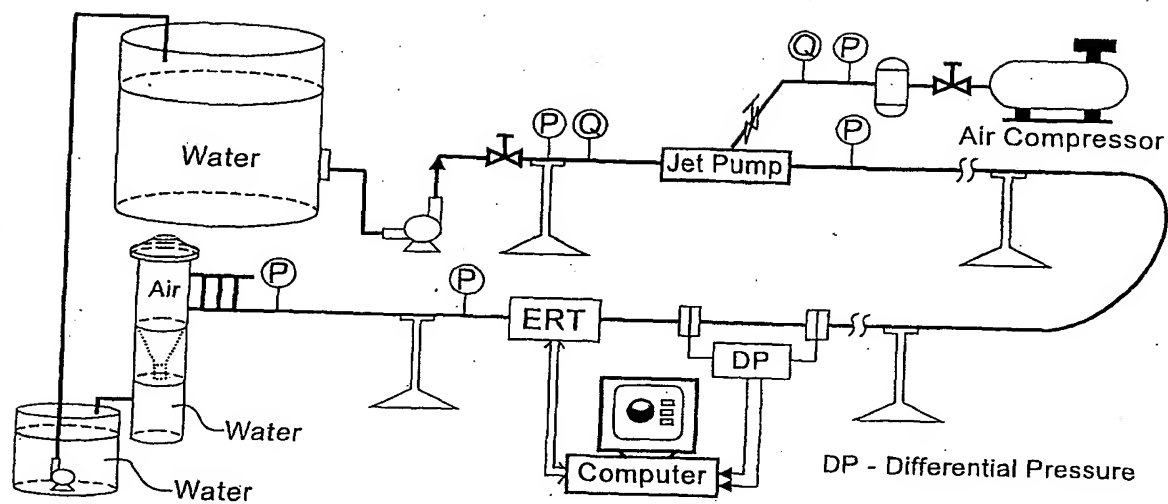 Water
Q
P
Air Compressor
P
Q
Jet Pump
P
Air
P
P
ERT
DP
Water
Water
Computer
DP - Differential Pressure